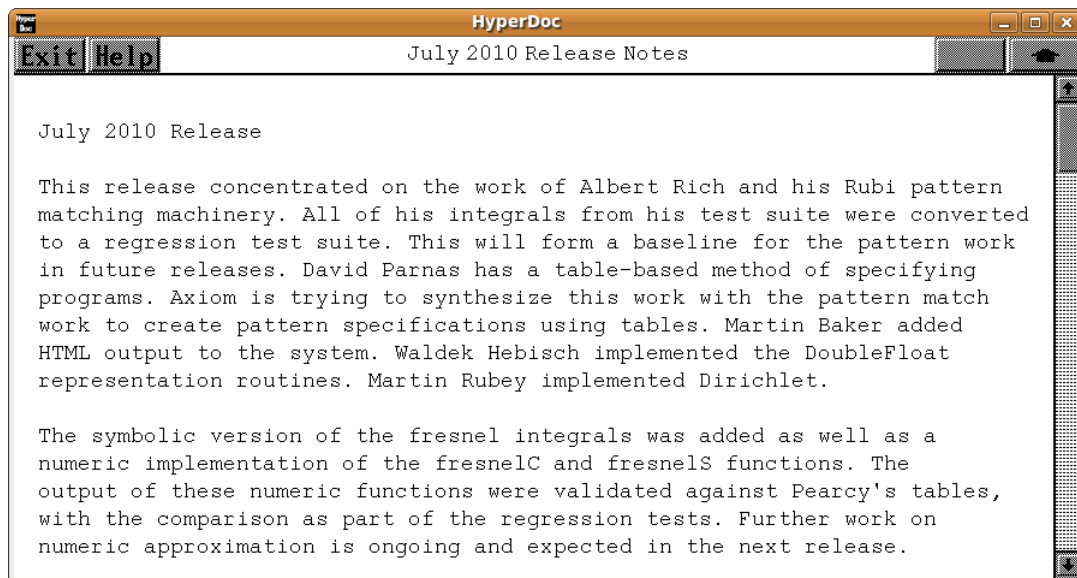 Hyper Doc
HyperDoc
Exit Help
July 2010 Release Notes
July 2010 Release
This release concentrated on the work of Albert Rich and his Rubi pattern
matching machinery. All of his integrals from his test suite were converted
to a regression test suite. This will form a baseline for the pattern work
in future releases. David Parnas has a table-based method of specifying
programs. Axiom is trying to synthesize this work with the pattern match
work to create pattern specifications using tables. Martin Baker added
HTML output to the system. Waldek Hebisch implemented the DoubleFloat
representation routines. Martin Rubey implemented Dirichlet.
The symbolic version of the fresnel integrals was added as well as a
numeric implementation of the fresnelC and fresnelS functions. The
output of these numeric functions were validated against Pearcy's tables,
with the comparison as part of the regression tests. Further work on
numeric approximation is ongoing and expected in the next release.